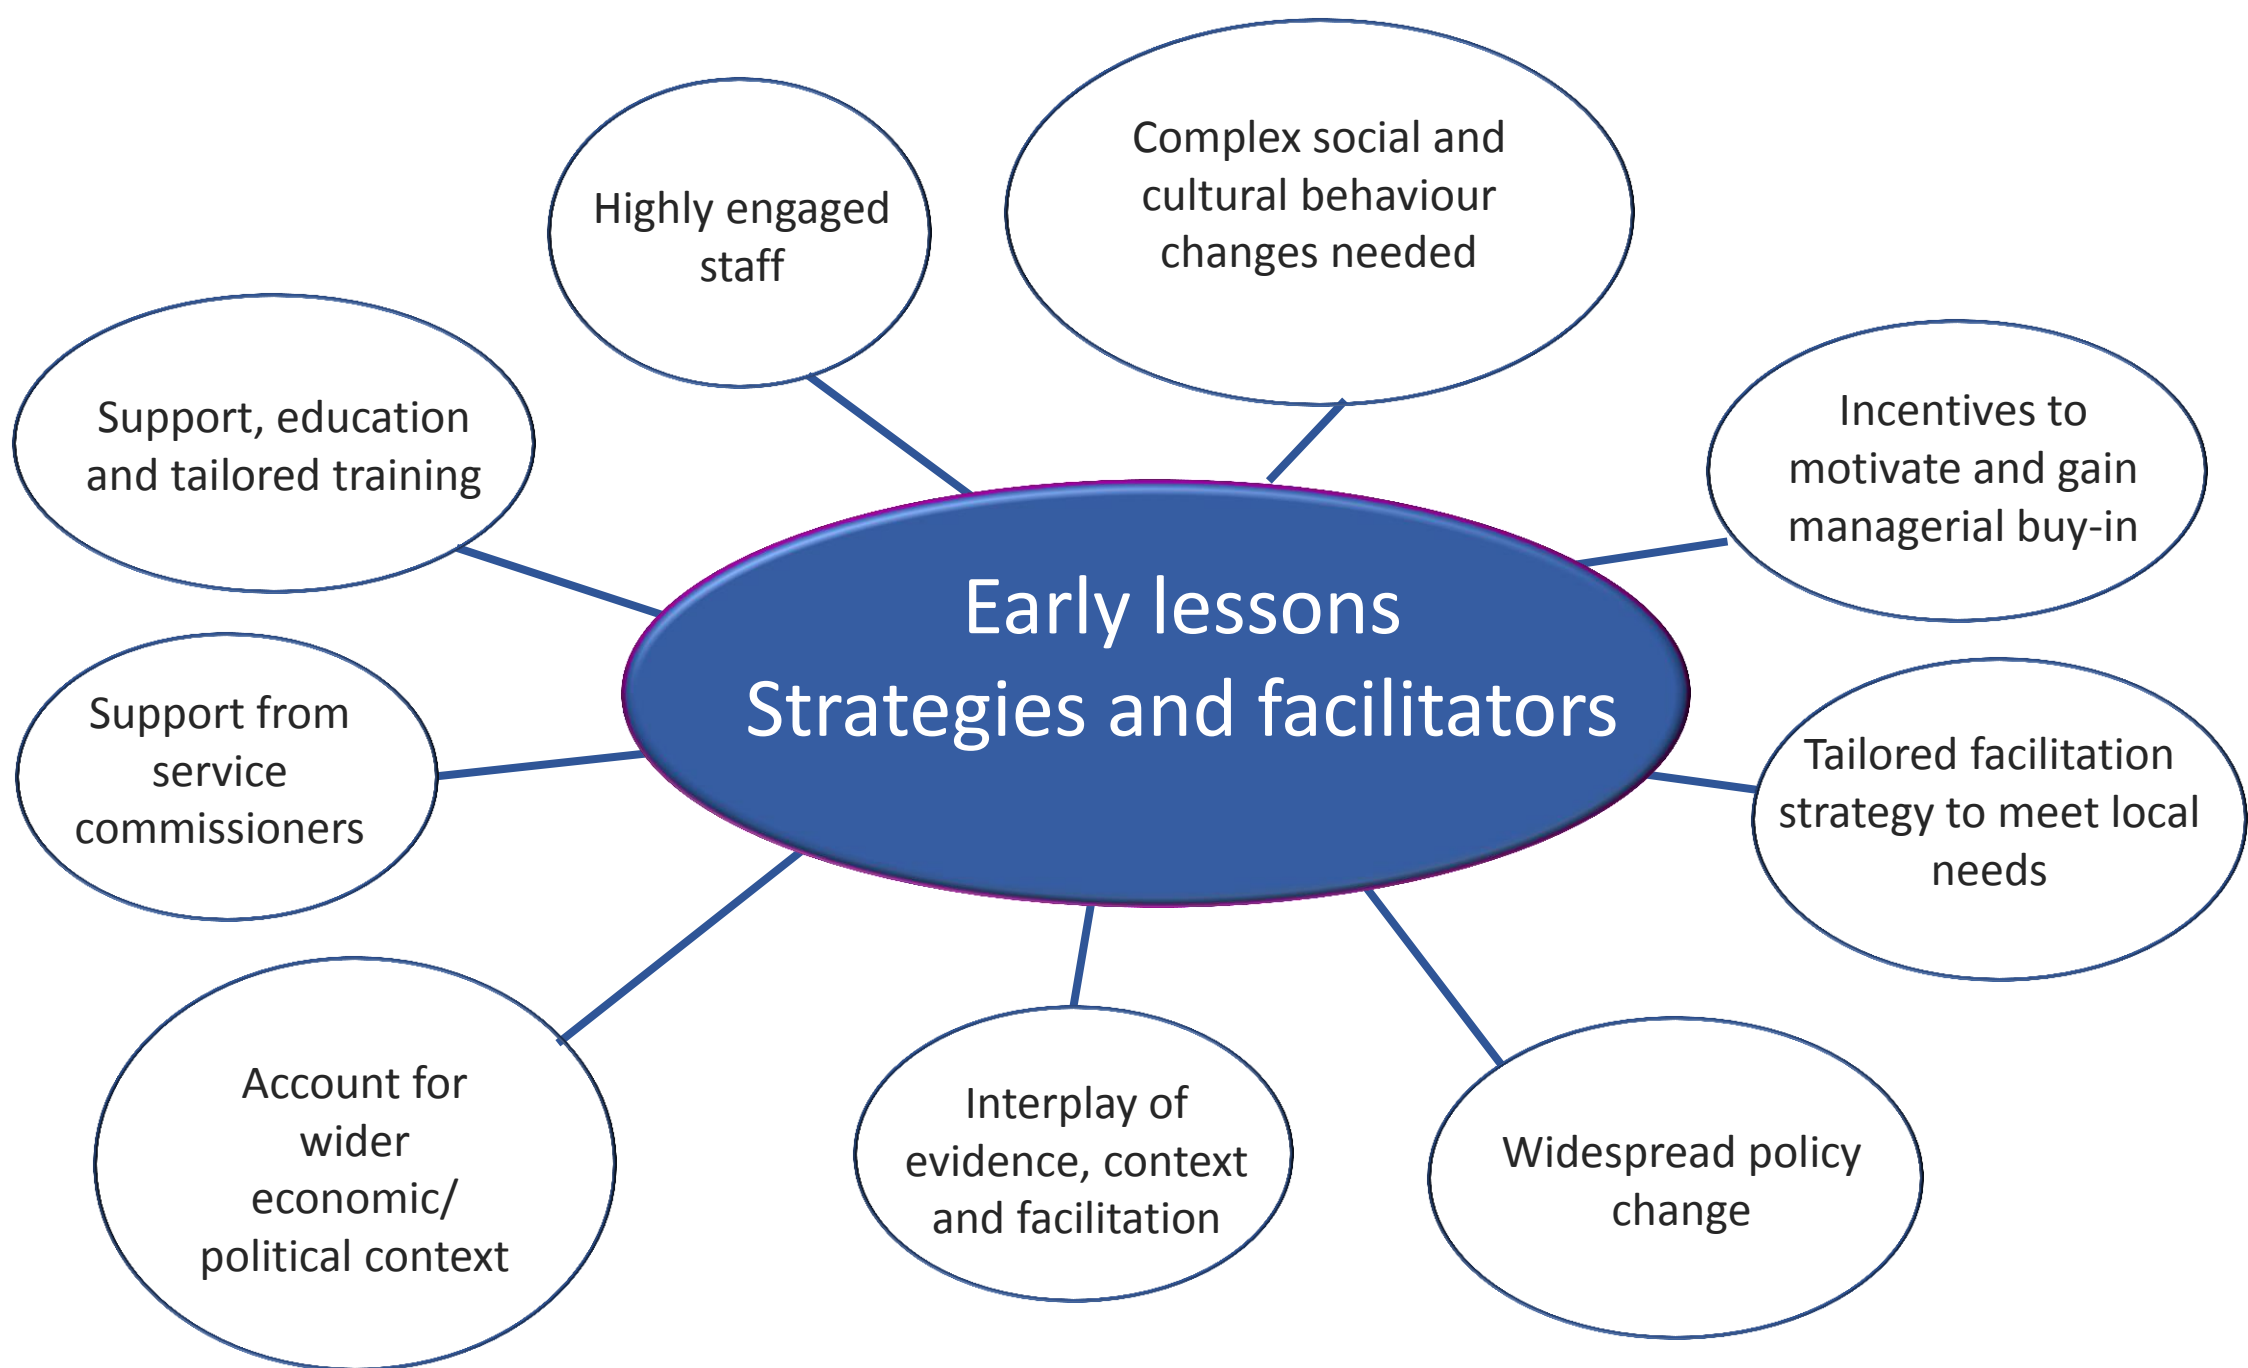 Highly engaged
staff
Complex social and
cultural behaviour
changes needed
Support, education
and tailored training
Incentives to
motivate and gain
managerial buy-in
Early lessons
Strategies and facilitators
Support from
service
commissioners
Tailored facilitation
strategy to meet local
needs
Account for
wider
economic/
political context
Interplay of
evidence, context
and facilitation
Widespread policy
change